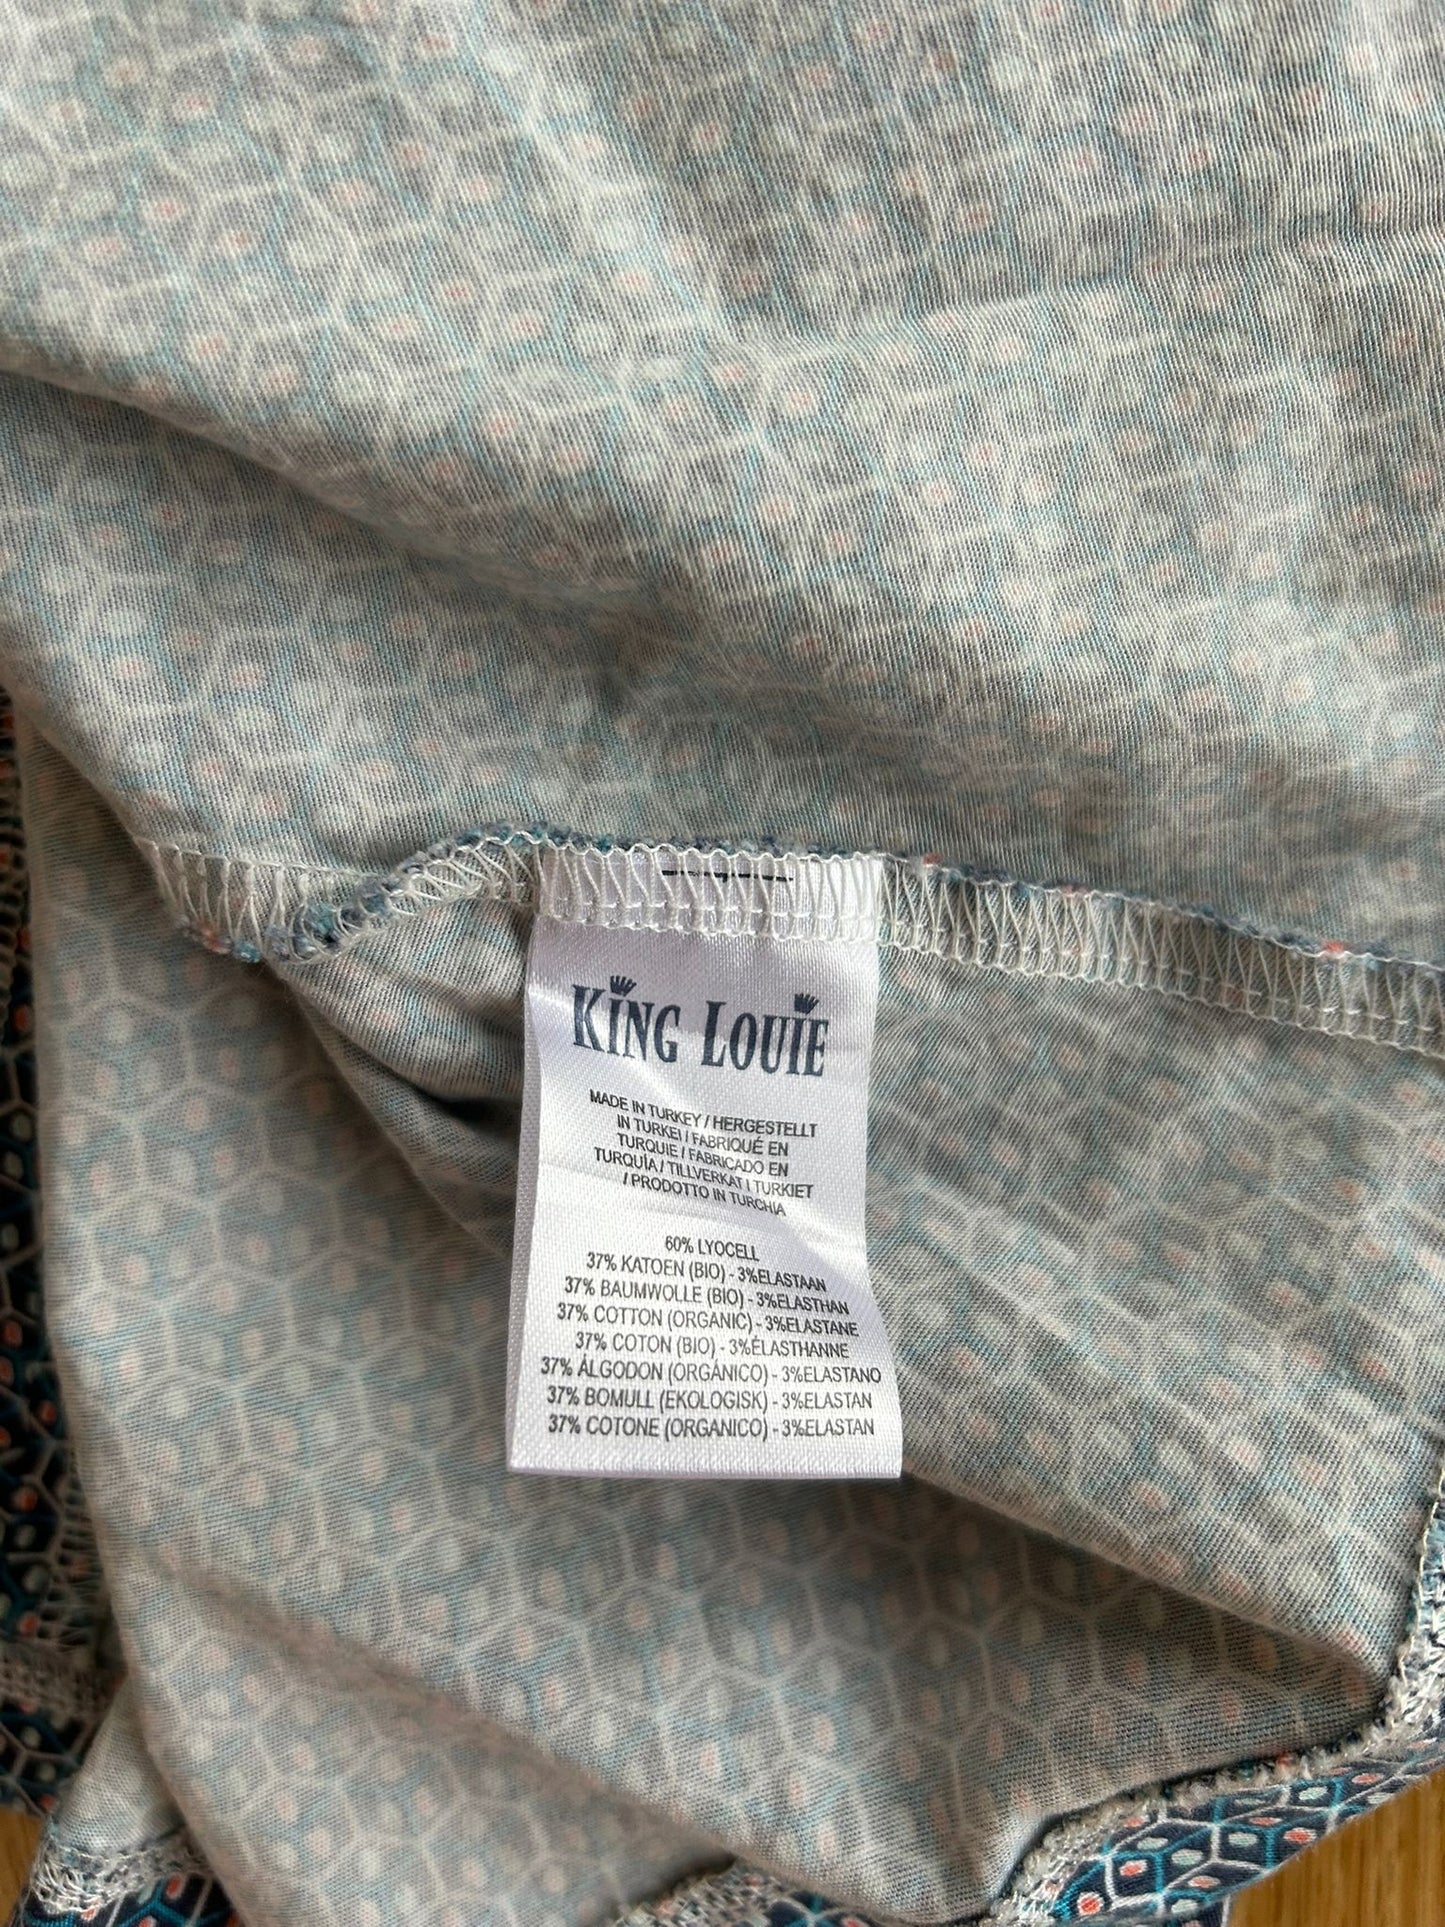 KING LOUIE
MADE IN TURKEY / HERGESTELLT
IN TURKEI / FABRIQUÉ EN
TURQUIE / FABRICADO EN
TURQUÍA / TILLVERKAT I TURKIET
/ PRODOTTO IN TURCHIA
60% LYOCELL
37% KATOEN (BIO) - 3%ELASTAAN
37% BAUMWOLLE (BIO) - 3%ELASTHAN
37% COTTON (ORGANIC) - 3%ELASTANE
37% COTON (BIO) - 3%ÉLASTHANNE
37% ÁLGODON (ORGÁNICO) - 3%ELASTANO
37% BOMULL (EKOLOGISK) - 3%ELASTAN
37% COTONE (ORGANICO) - 3%ELASTAN